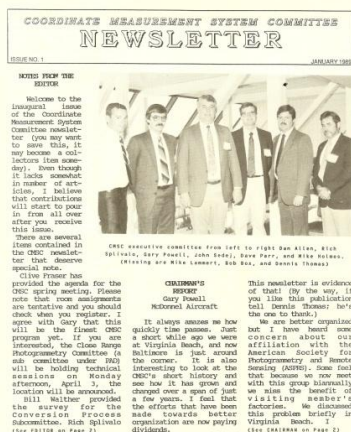 COORDINATE MEASUREMENT SYSTEM COMMITTEE
NEWSLETTER
ISSUE NO. 1
JANUARY 1989
NOTES FROM THE
EDITOR
Welcome to the
inaugural issue
of the Coordinate
Measurement System
Committee newslet-
ter (you may want
to save this, it
may become a col-
lectors item some-
day). Even though
it lacks somewhat
in number of art-
icles, I believe
that contributions
will start to pour
in from all over
after you receive
this issue.
There are several
items contained in
the CMSC newslet-
ter that deserve
special note.
Clive Fraser has
provided the agenda for the
CMSC spring meeting. Please
note that room assignments
are tentative and you should
check when you register. I
agree with Gary that this
will be the finest CMSC
program yet. If you are
interested, the Close Range
Photogrammetry Committee (a
sub committee under PAD)
will be holding technical
sessions on Monday
afternoon, April 3, the
location will be announced.
Bill Walther provided
the survey for the
Conversion Process
Subcommittee. Rich Splivalo
(See EDITOR on Page 2)
CMSC executive committee from left to right Dan Allen, Rich
Splivalo, Gary Powell, John Sedej, Dave Parr, and Mike Holmes.
(Missing are Mike Lammert, Bob Dox, and Dennis Thomas)
CHAIRMAN'S
REPORT
Gary Powell
McDonnell Aircraft
It always amazes me how
quickly time passes. Just
a short while ago we were
at Virginia Beach, and now
Baltimore is just around
the corner. It is also
interesting to look at the
CMSC's short history and
see how it has grown and
changed over a span of just
a few years. I feel that
the efforts that have been
made towards better
organization are now paying
dividends.
This newsletter is evidence
of that! (By the way, if
you like this publication
tell Dennis Thomas; he's
the one to thank.)
We are better organized
but I have heard some
concern about our
affiliation with the
American Society for
Photogrammetry and Remote
Sensing (ASPRS). Some feel
that because we now meet
with this group biannually
we miss the benefit of
visiting member's
factories. We discussed
this problem briefly in
Virginia Beach. I
(See CHAIRMAN on Page 2)